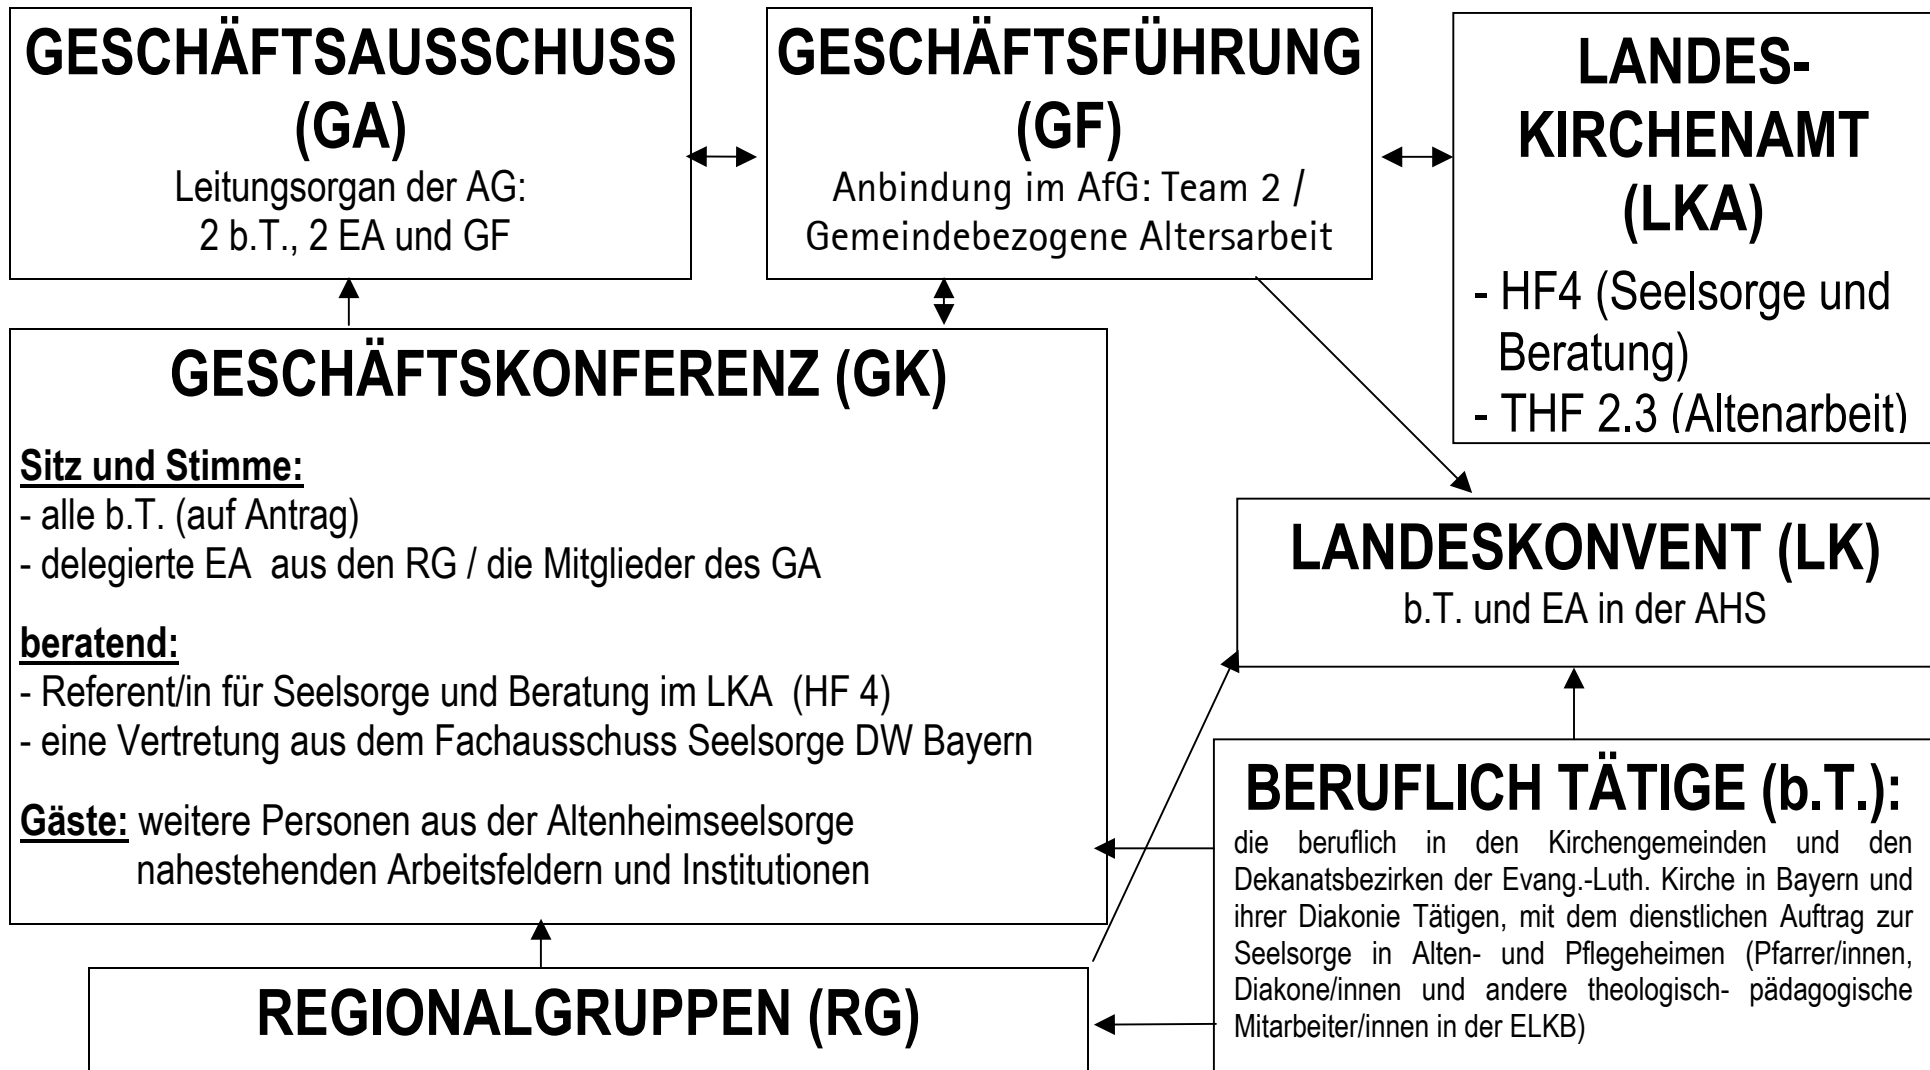 GESCHÄFTSAUSSCHUSS
(GA)
Leitungsorgan der AG:
2 b.T., 2 EA und GF
GESCHÄFTSFÜHRUNG
(GF)
Anbindung im AfG: Team 2 /
Gemeindebezogene Altersarbeit
LANDES-
KIRCHENAMT
(LKA)
- HF4 (Seelsorge und
Beratung)
- THF 2.3 (Altenarbeit)
GESCHÄFTSKONFERENZ (GK)
Sitz und Stimme:
- alle b.T. (auf Antrag)
- delegierte EA aus den RG / die Mitglieder des GA
beratend:
- Referent/in für Seelsorge und Beratung im LKA (HF 4)
- eine Vertretung aus dem Fachausschuss Seelsorge DW Bayern
Gäste: weitere Personen aus der Altenheimseelsorge
nahestehenden Arbeitsfeldern und Institutionen
LANDESKONVENT (LK)
b.T. und EA in der AHS
BERUFLICH TÄTIGE (b.T.):
die beruflich in den Kirchengemeinden und den
Dekanatsbezirken der Evang.-Luth. Kirche in Bayern und
ihrer Diakonie Tätigen, mit dem dienstlichen Auftrag zur
Seelsorge in Alten- und Pflegeheimen (Pfarrer/innen,
Diakone/innen und andere theologisch- pädagogische
Mitarbeiter/innen in der ELKB)
REGIONALGRUPPEN (RG)